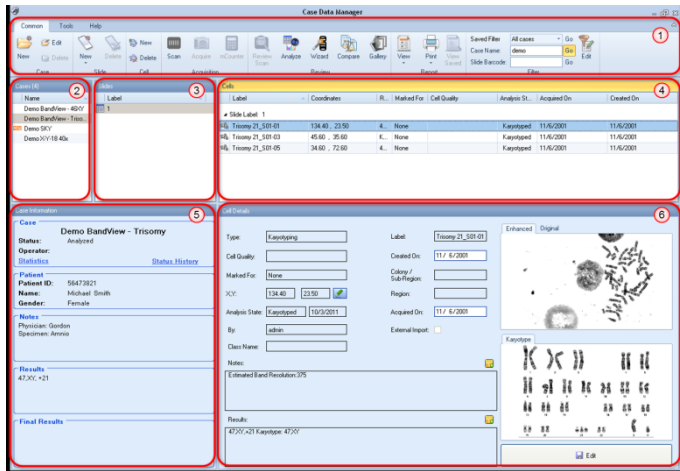 Case Data Manager
Common Tools Help
New Edit Delete New Delete New Delete Scan Acquire mCounter Review Scan Analyze Wizard Compare Gallery View Print View Saved Edit
Saved Filter All cases Go
Case Name: demo Go
Slide Barcode: Go
Case Slide Cell Acquisition Review Report Filter
1
Cases (4) 2
Name
Demo BandView - 46XY
Demo BandView - Triso...
Demo SKY
Demo X-Y-18 40x
Slides 3
Label
1
Cells 4
Label Coordinates R... Marked For Cell Quality Analysis St... Acquired On Created On
Slide Label 1
Trisomy 21_S01-01 134.40 , 23.50 4... None Karyotyped 11/6/2001 11/6/2001
Trisomy 21_S01-03 45.60 , 35.60 K... None Karyotyped 11/6/2001 11/6/2001
Trisomy 21_S01-05 34.60 , 72.60 4... None Karyotyped 11/6/2001 11/6/2001
Case Information 5
Case
Demo BandView - Trisomy
Status: Analyzed
Operator:
Statistics Status History
Patient
Patient ID: 56473821
Name: Michael Smith
Gender: Female
Notes
Physician: Gordon
Specimen: Amnio
Results
47,XY, +21
Final Results
Cell Details 6
Type: Karyotyping Label: Trisomy 21_S01-01
Cell Quality: Created On: 11/ 6/2001
Marked For: None Colony / Sub-Region:
X,Y: 134.40 23.50 Region:
Analysis State: Karyotyped 10/3/2011 Acquired On: 11/ 6/2001
By: admin External Import:
Class Name:
Notes:
Estimated Band Resolution:375
Results:
47,XY,+21 Karyotype: 47,XY
Enhanced Original
Karyotype
Edit